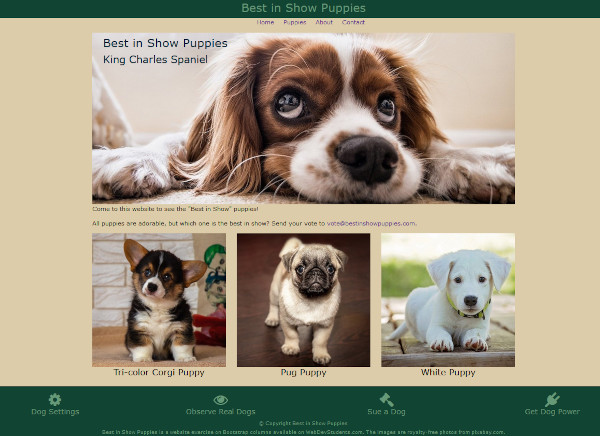 Best in Show Puppies
Home Puppies About Contact
Best in Show Puppies
King Charles Spaniel
Come to this website to see the "Best in Show" puppies!
All puppies are adorable, but which one is the best in show? Send your vote to vote@bestinshowpuppies.com.
Tri-color Corgi Puppy Pug Puppy White Puppy
Dog Settings Observe Real Dogs Sue a Dog Get Dog Power
© Copyright Best in Show Puppies
Best in Show Puppies is a website exercise on Bootstrap columns available on WebDevStudents.com. The images are royalty-free photos from pixabay.com.